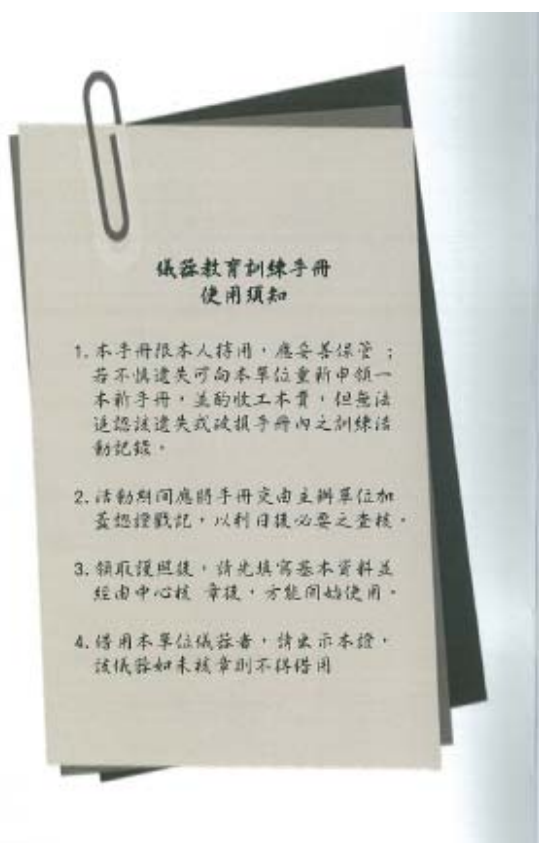 儀器教育訓練手冊
使用須知
1. 本手冊限本人持用，應妥善保管；
若不慎遺失可向本單位重新申領一
本新手冊，並酌收工本費，但無法
追認該遺失或破損手冊內之訓練活
動記錄。
2. 活動期間應將手冊交由主辦單位加
蓋認證戳記，以利日後必要之查核。
3. 領取護照後，請先填寫基本資料並
經由中心核 章後，方能開始使用。
4. 借用本單位儀器者，請出示本證，
該儀器如未核章則不得借用